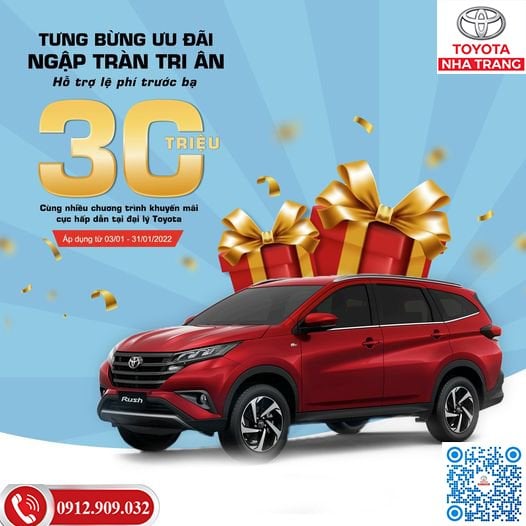 TƯNG BỪNG ƯU ĐÃI
NGẬP TRÀN TRI ÂN
Hỗ trợ lệ phí trước bạ
30
TRIỆU
Cùng nhiều chương trình khuyến mãi
cực hấp dẫn tại đại lý Toyota
Áp dụng từ 03/01 - 31/01/2022
TOYOTA
NHA TRANG
Rush
0912.909.032